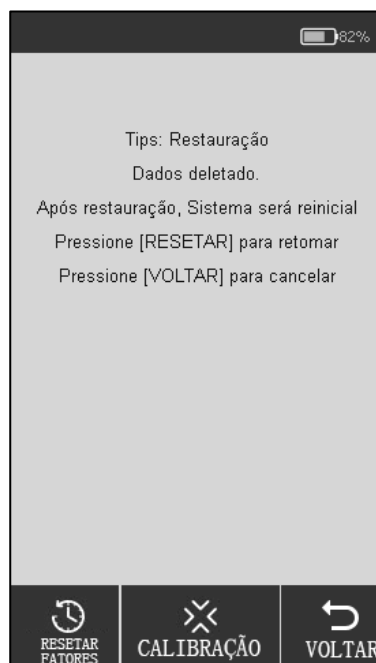 82%
Tips: Restauração
Dados deletado.
Após restauração, Sistema será reinicial
Pressione [RESETAR] para retomar
Pressione [VOLTAR] para cancelar
RESETAR
FATORES
CALIBRAÇÃO
VOLTAR